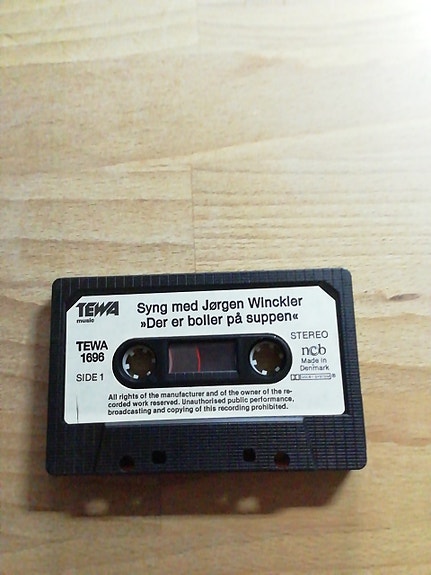 TEWA
music
Syng med Jørgen Winckler
»Der er boller på suppen«
TEWA
1696
SIDE 1
STEREO
ncb
Made in
Denmark
All rights of the manufacturer and of the owner of the re-
corded work reserved. Unauthorised public performance,
broadcasting and copying of this recording prohibited.